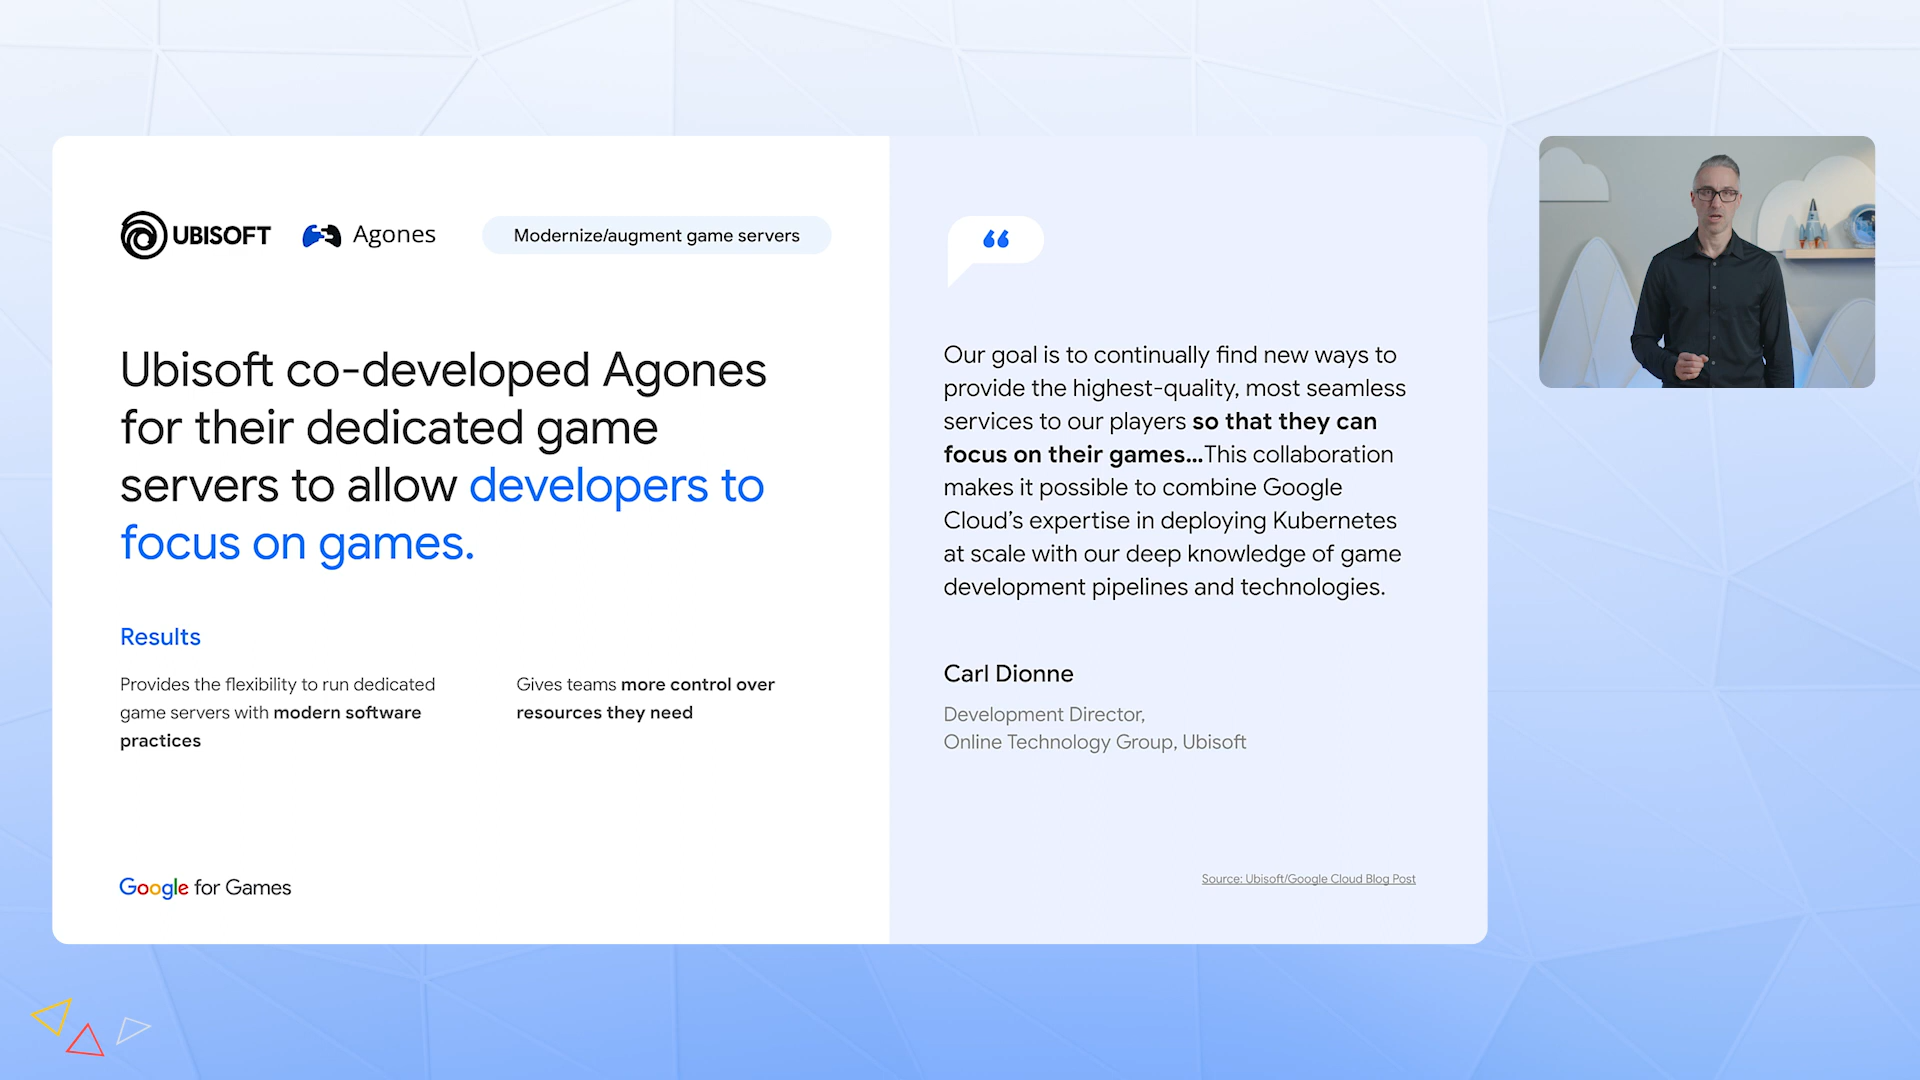 UBISOFT
Agones
Modernize/augment game servers
Ubisoft co-developed Agones
for their dedicated game
servers to allow developers to
focus on games.
Results
Provides the flexibility to run dedicated
game servers with modern software
practices
Gives teams more control over
resources they need
Google for Games
“
Our goal is to continually find new ways to
provide the highest-quality, most seamless
services to our players so that they can
focus on their games...This collaboration
makes it possible to combine Google
Cloud’s expertise in deploying Kubernetes
at scale with our deep knowledge of game
development pipelines and technologies.
Carl Dionne
Development Director,
Online Technology Group, Ubisoft
Source: Ubisoft/Google Cloud Blog Post